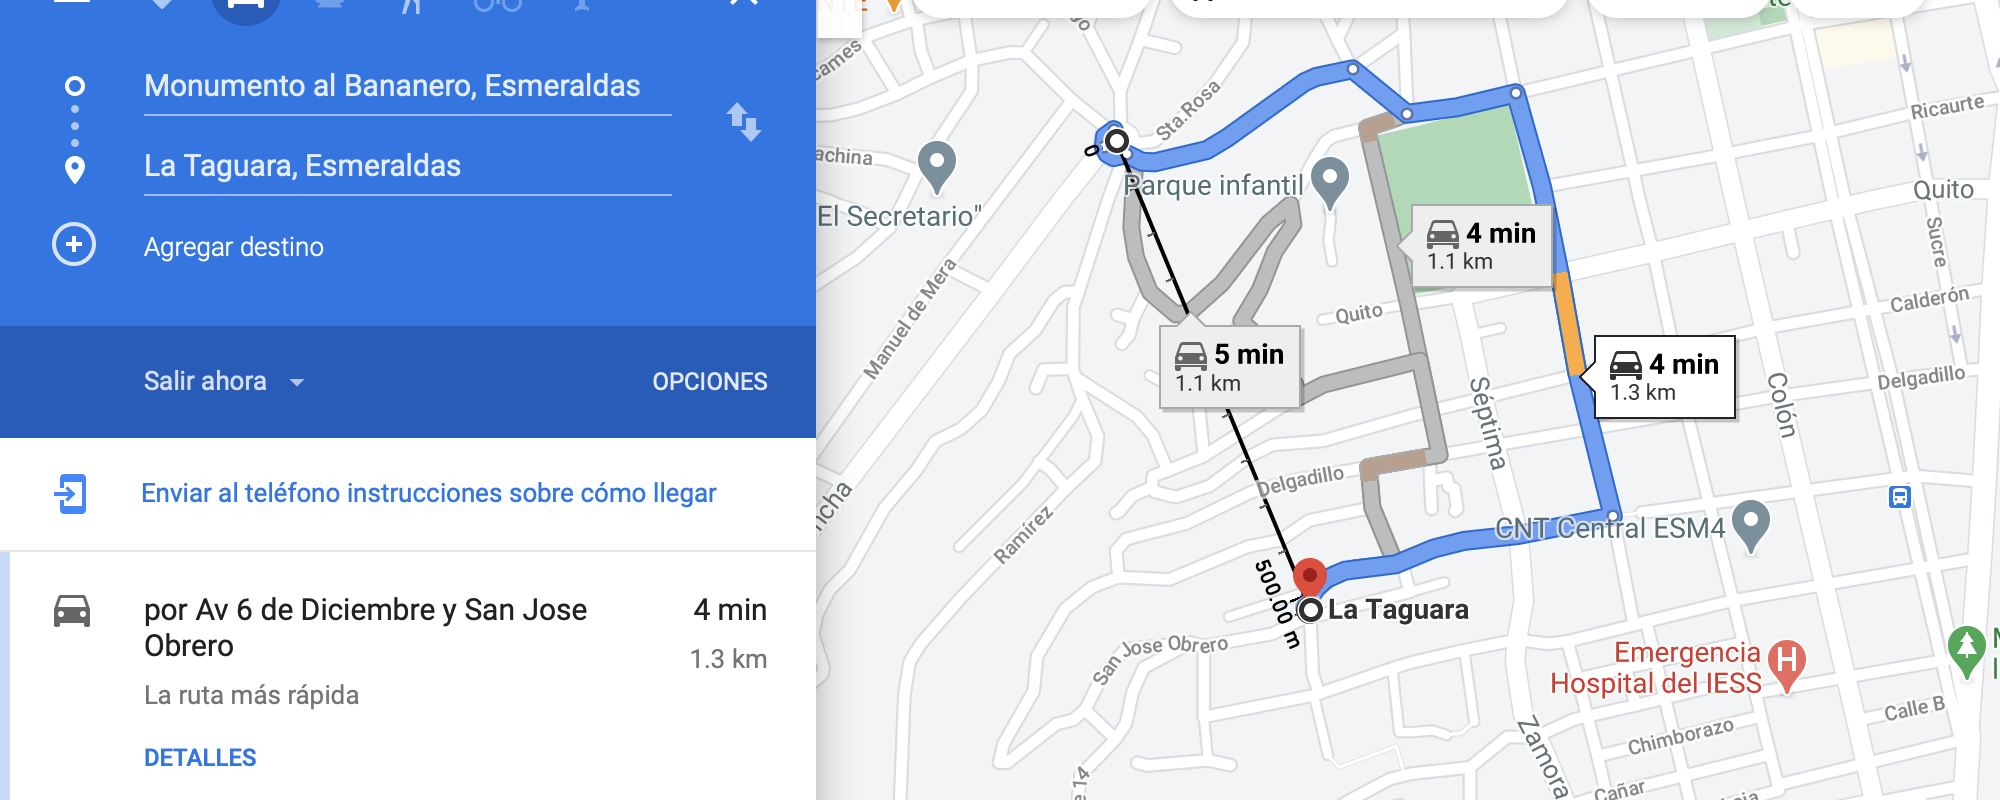 Monumento al Bananero, Esmeraldas
La Taguara, Esmeraldas
Agregar destino
Salir ahora
OPCIONES
Enviar al teléfono instrucciones sobre cómo llegar
por Av 6 de Diciembre y San Jose
Obrero
4 min
1.3 km
La ruta más rápida
DETALLES
Sta.Rosa
Ricaurte
Parque infantil
El Secretario"
Quito
Sucre
4 min
1.1 km
0
Manuel de Mera
Quito
Calderón
5 min
1.1 km
4 min
1.3 km
Delgadillo
Séptima
Colón
Delgadillo
Ramírez
CNT Central ESM4
500.00 m
La Taguara
San Jose Obrero
Emergencia
Hospital del IESS
Calle B
Chimborazo
Zamora
Cañar
e 14